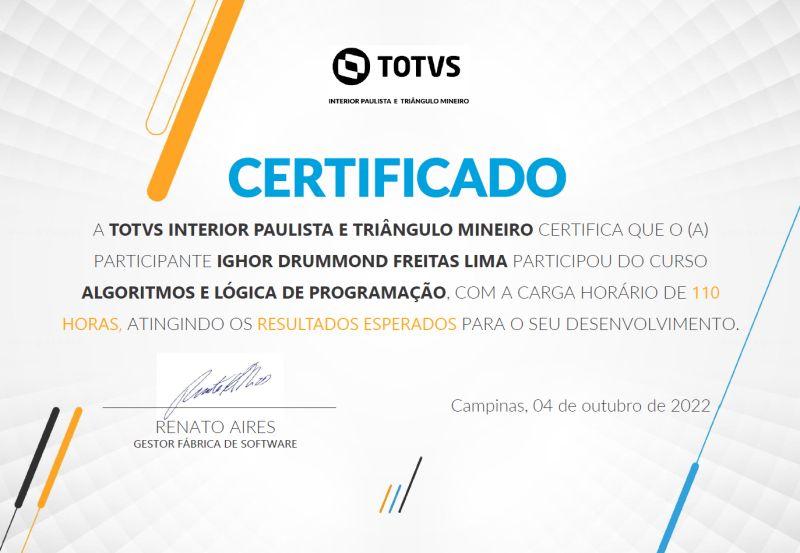 TOTVS
INTERIOR PAULISTA E TRIÂNGULO MINEIRO
CERTIFICADO
A TOTVS INTERIOR PAULISTA E TRIÂNGULO MINEIRO CERTIFICA QUE O (A)
PARTICIPANTE IGHOR DRUMMOND FREITAS LIMA PARTICIPOU DO CURSO
ALGORITMOS E LÓGICA DE PROGRAMAÇÃO, COM A CARGA HORÁRIO DE 110
HORAS, ATINGINDO OS RESULTADOS ESPERADOS PARA O SEU DESENVOLVIMENTO.
RENATO AIRES
GESTOR FÁBRICA DE SOFTWARE
Campinas, 04 de outubro de 2022